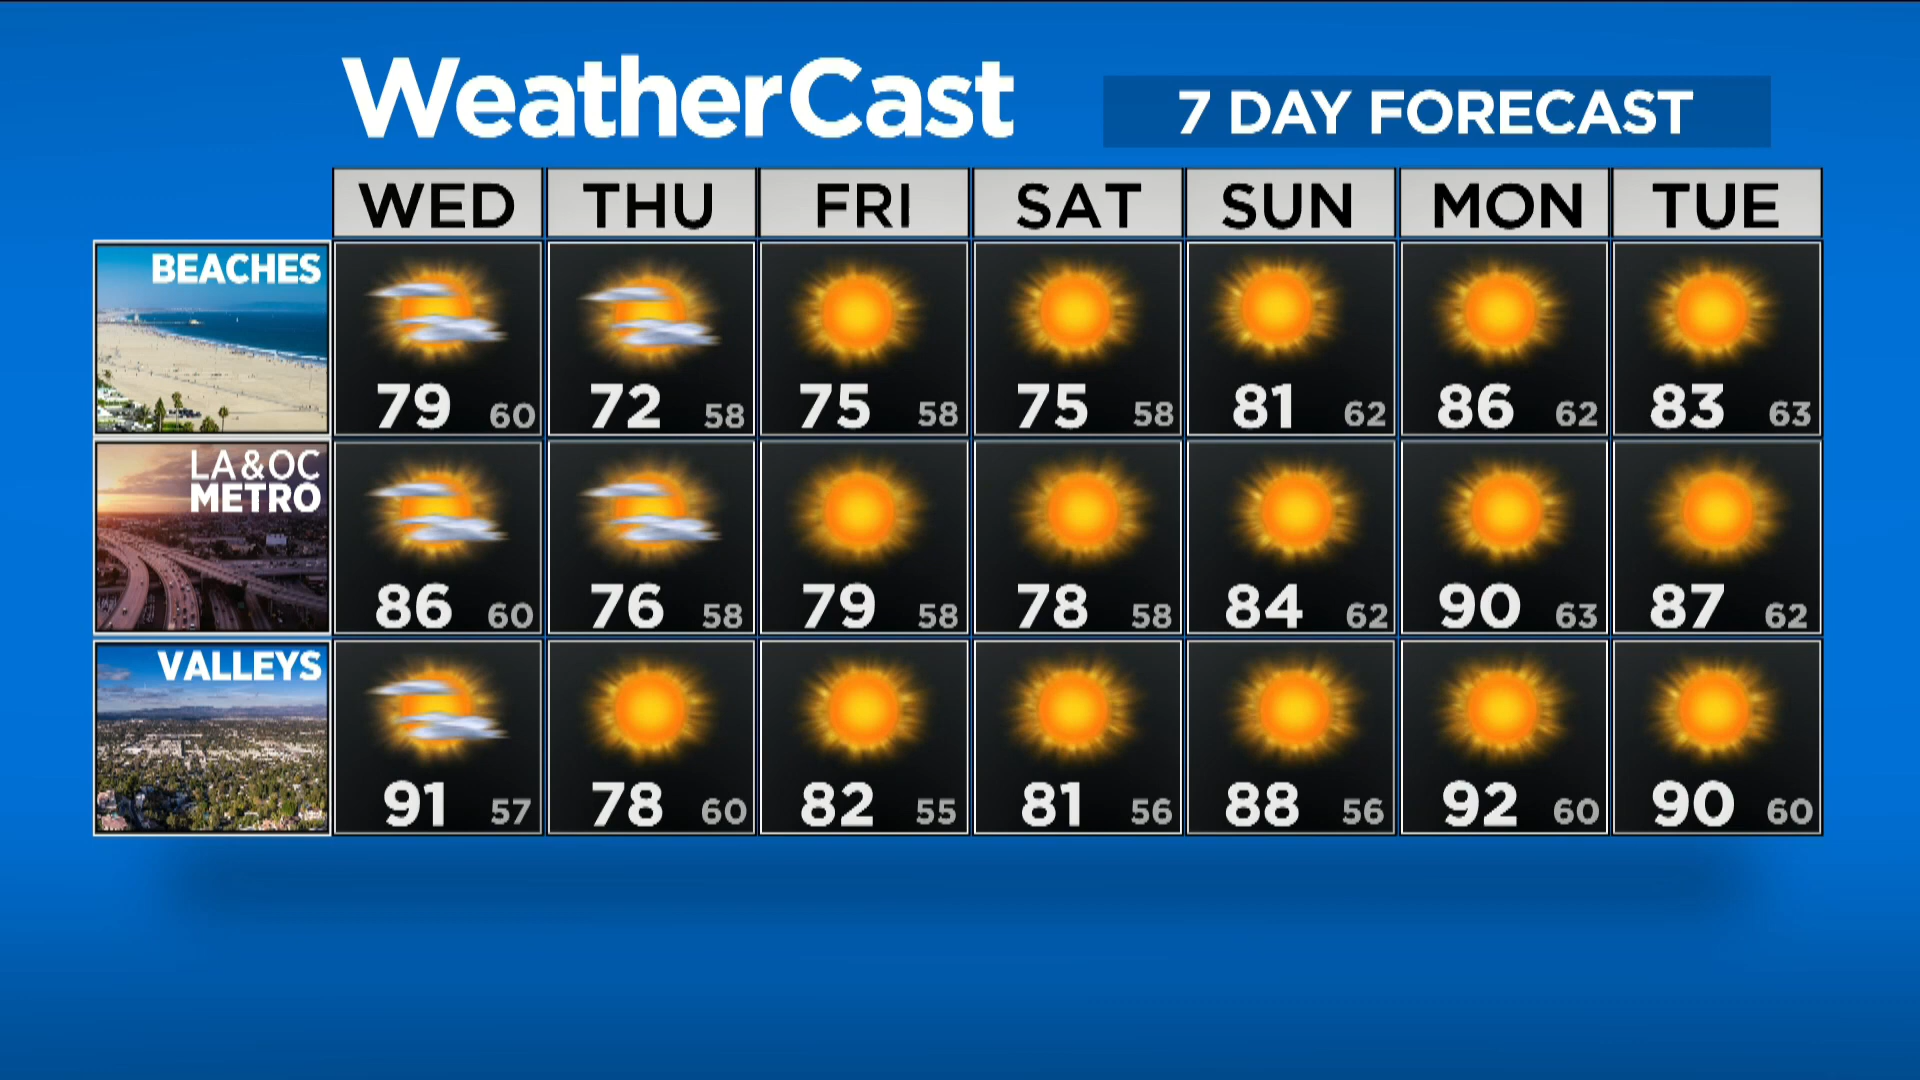 WeatherCast
7 DAY FORECAST
WED THU FRI SAT SUN MON TUE
BEACHES
79 60 72 58 75 58 75 58 81 62 86 62 83 63
LA&OC
METRO
86 60 76 58 79 58 78 58 84 62 90 63 87 62
VALLEYS
91 57 78 60 82 55 81 56 88 56 92 60 90 60